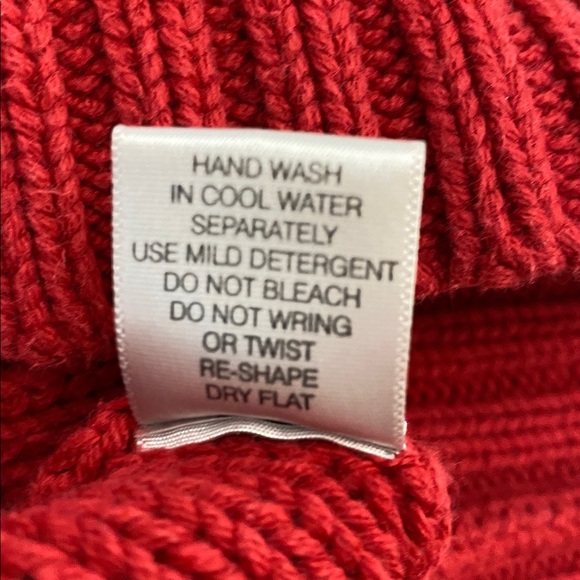 HAND WASH
IN COOL WATER
SEPARATELY
USE MILD DETERGENT
DO NOT BLEACH
DO NOT WRING
OR TWIST
RE-SHAPE
DRY FLAT